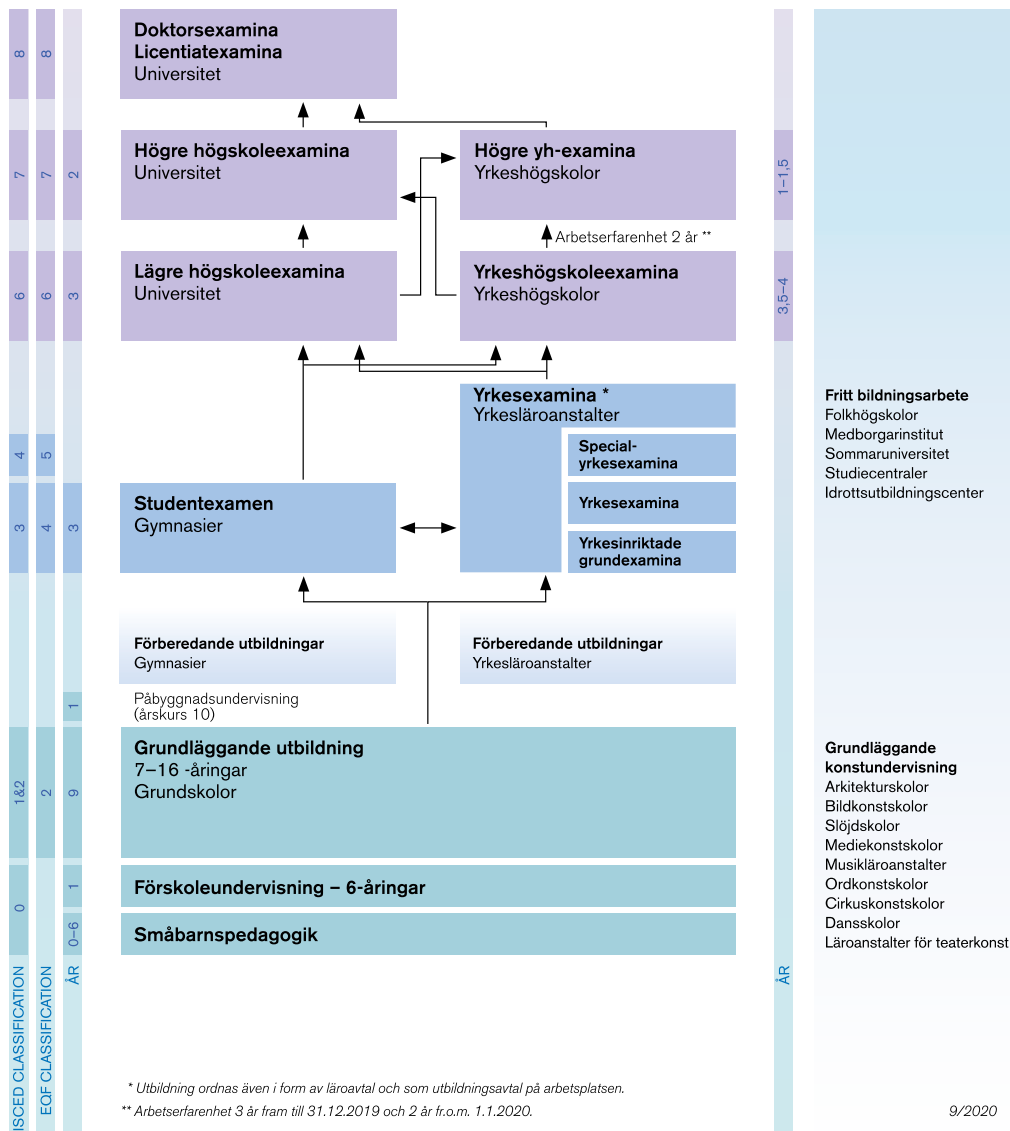 Doktorsexamina
Licentiatexamina
Universitet
8
8
Högre högskoleexamina
Universitet
7
7
2
Högre yh-examina
Yrkeshögskolor
1–1,5
Arbetserfarenhet 2 år **
Lägre högskoleexamina
Universitet
6
6
3
Yrkeshögskoleexamina
Yrkeshögskolor
3,5–4
Yrkesexamina *
Yrkesläroanstalter
Special-
yrkesexamina
Yrkesexamina
Yrkesinriktade
grundexamina
4
5
Studentexamen
Gymnasier
3
4
3
Förberedande utbildningar
Gymnasier
Förberedande utbildningar
Yrkesläroanstalter
Påbyggnadsundervisning
(årskurs 10)
1
Grundläggande utbildning
7–16 -åringar
Grundskolor
1&2
2
9
Förskoleundervisning – 6-åringar
1
0
Småbarnspedagogik
0–6
ISCED CLASSIFICATION
EQF CLASSIFICATION
ÅR
ÅR
Fritt bildningsarbete
Folkhögskolor
Medborgarinstitut
Sommaruniversitet
Studiecentraler
Idrottsutbildningscenter
Grundläggande
konstundervisning
Arkitekturskolor
Bildkonstskolor
Slöjdskolor
Mediekonstskolor
Musikläroanstalter
Ordkonstskolor
Cirkuskonstskolor
Dansskolor
Läroanstalter för teaterkonst
* Utbildning ordnas även i form av läroavtal och som utbildningsavtal på arbetsplatsen.
** Arbetserfarenhet 3 år fram till 31.12.2019 och 2 år fr.o.m. 1.1.2020.
9/2020